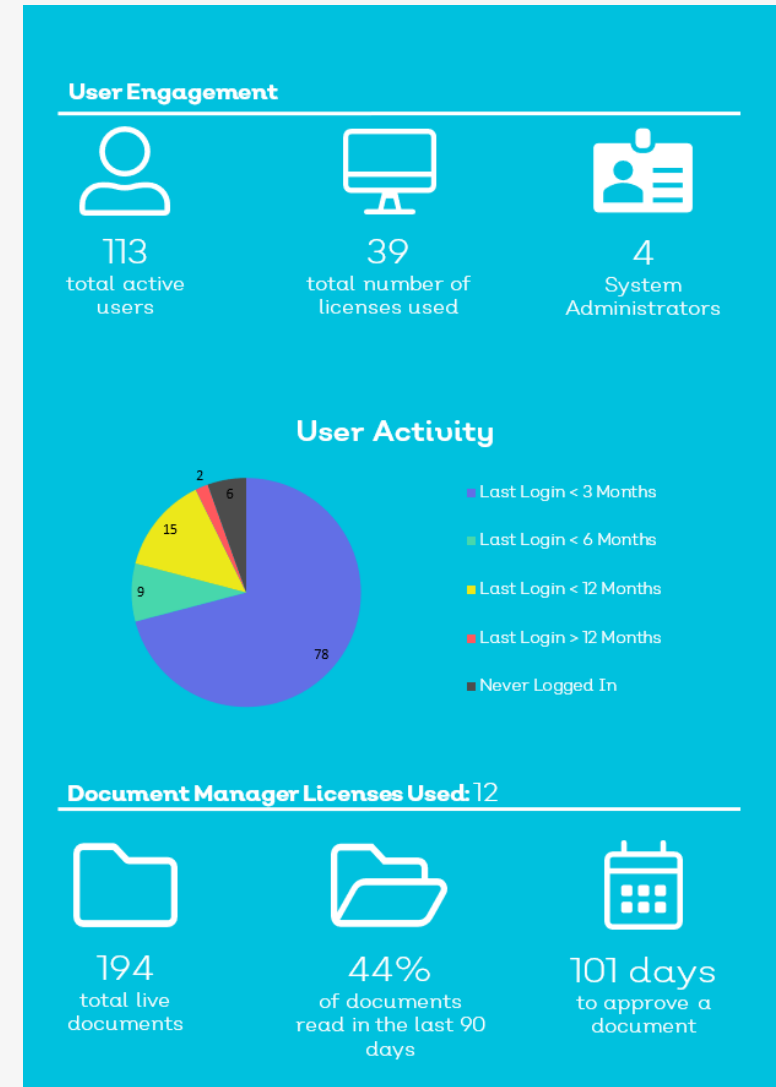 User Engagement
113
total active
users
39
total number of
licenses used
4
System
Administrators
User Activity
2
6
15
9
78
Last Login < 3 Months
Last Login < 6 Months
Last Login < 12 Months
Last Login > 12 Months
Never Logged In
Document Manager Licenses Used: 12
194
total live
documents
44%
of documents
read in the last 90
days
101 days
to approve a
document